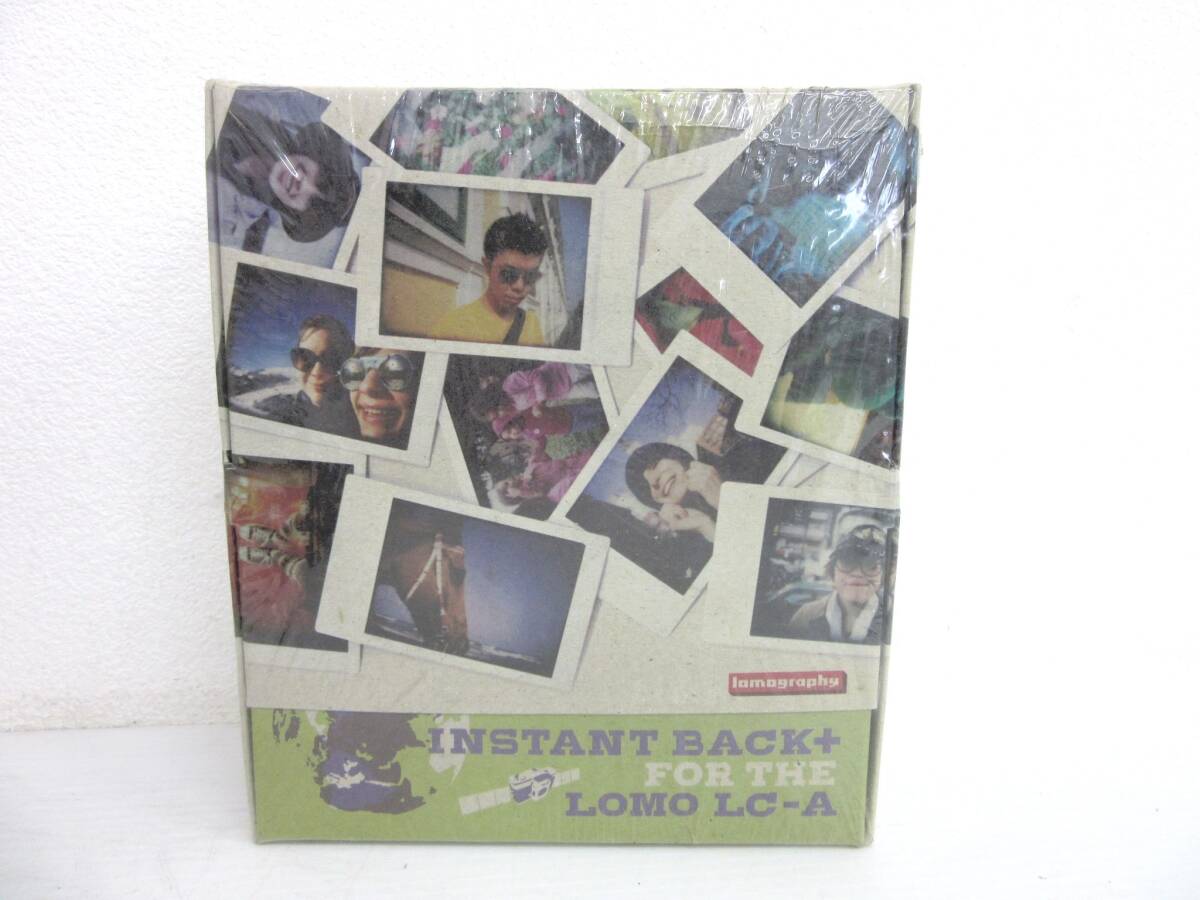 lomography
INSTANT BACK+
FOR THE
LOMO LC-A